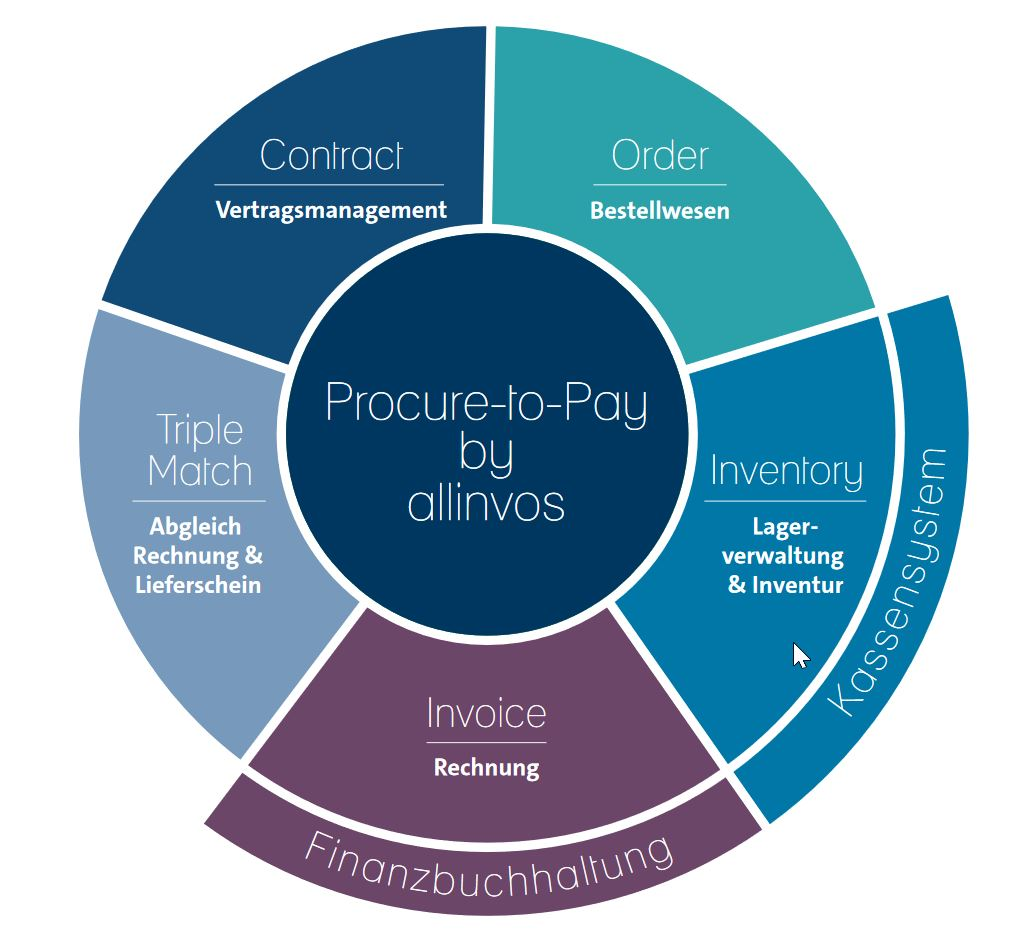 Contract
Vertragsmanagement
Order
Bestellwesen
Procure-to-Pay
by
allinvos
Triple
Match
Abgleich
Rechnung &
Lieferschein
Inventory
Lager-
verwaltung
& Inventur
Kassensystem
Invoice
Rechnung
Finanzbuchhaltung